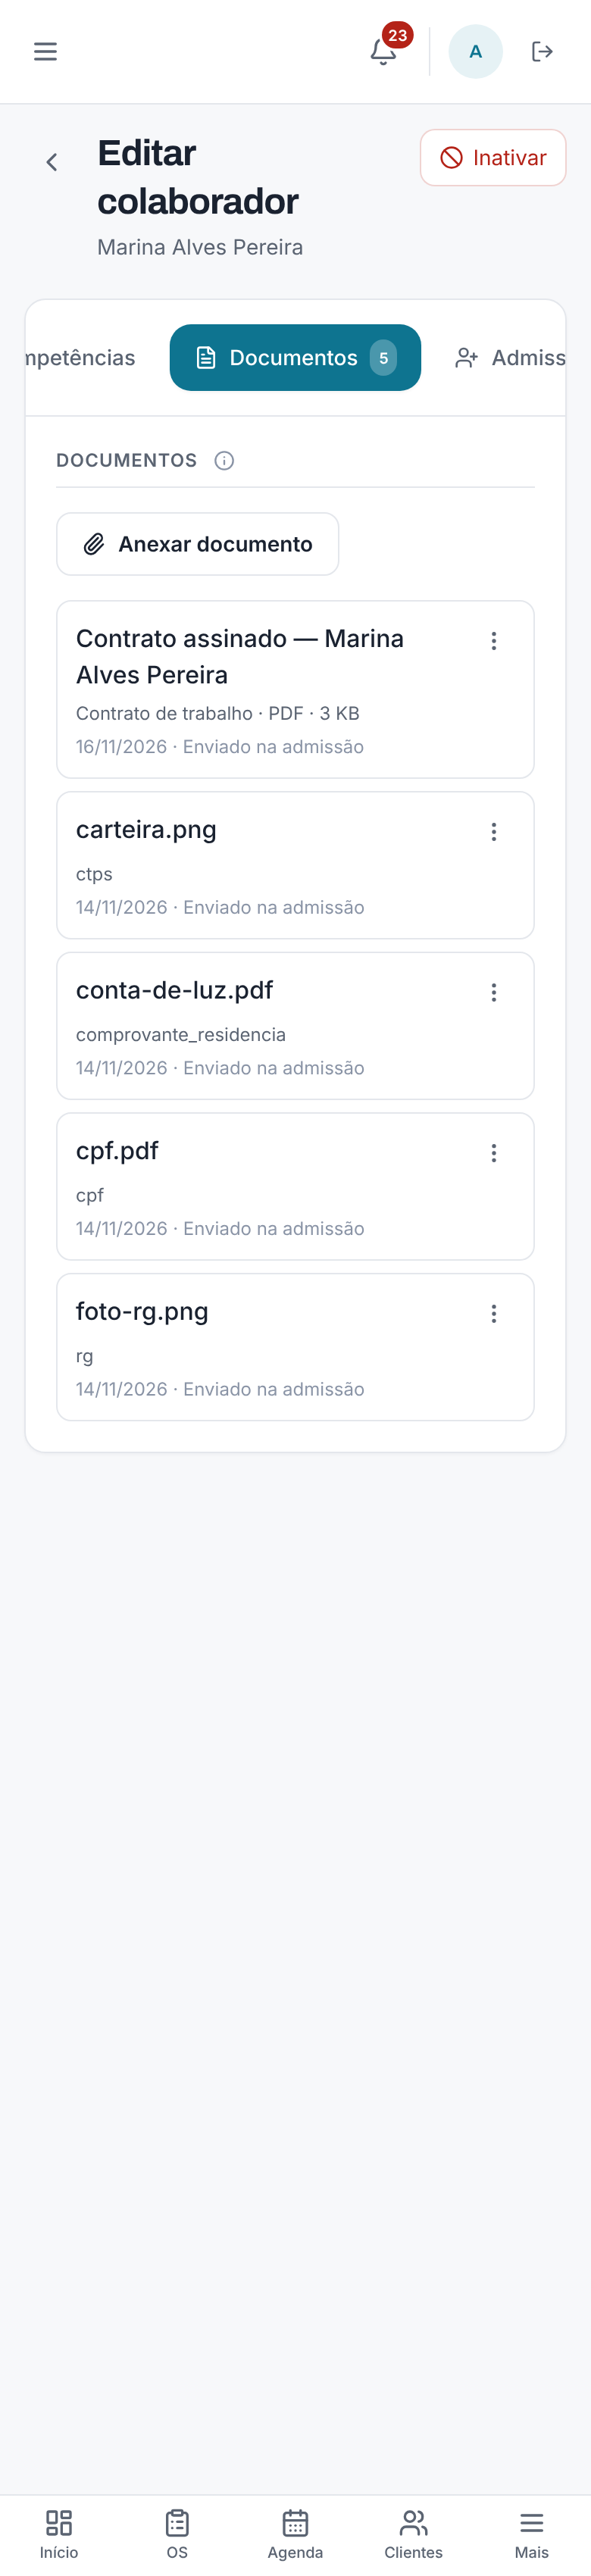 23
A
Editar
colaborador
Inativar
Marina Alves Pereira
mpetências
Documentos 5
Admiss
DOCUMENTOS
Anexar documento
Contrato assinado — Marina
Alves Pereira
Contrato de trabalho · PDF · 3 KB
16/11/2026 · Enviado na admissão
carteira.png
ctps
14/11/2026 · Enviado na admissão
conta-de-luz.pdf
comprovante_residencia
14/11/2026 · Enviado na admissão
cpf.pdf
cpf
14/11/2026 · Enviado na admissão
foto-rg.png
rg
14/11/2026 · Enviado na admissão
Início
OS
Agenda
Clientes
Mais